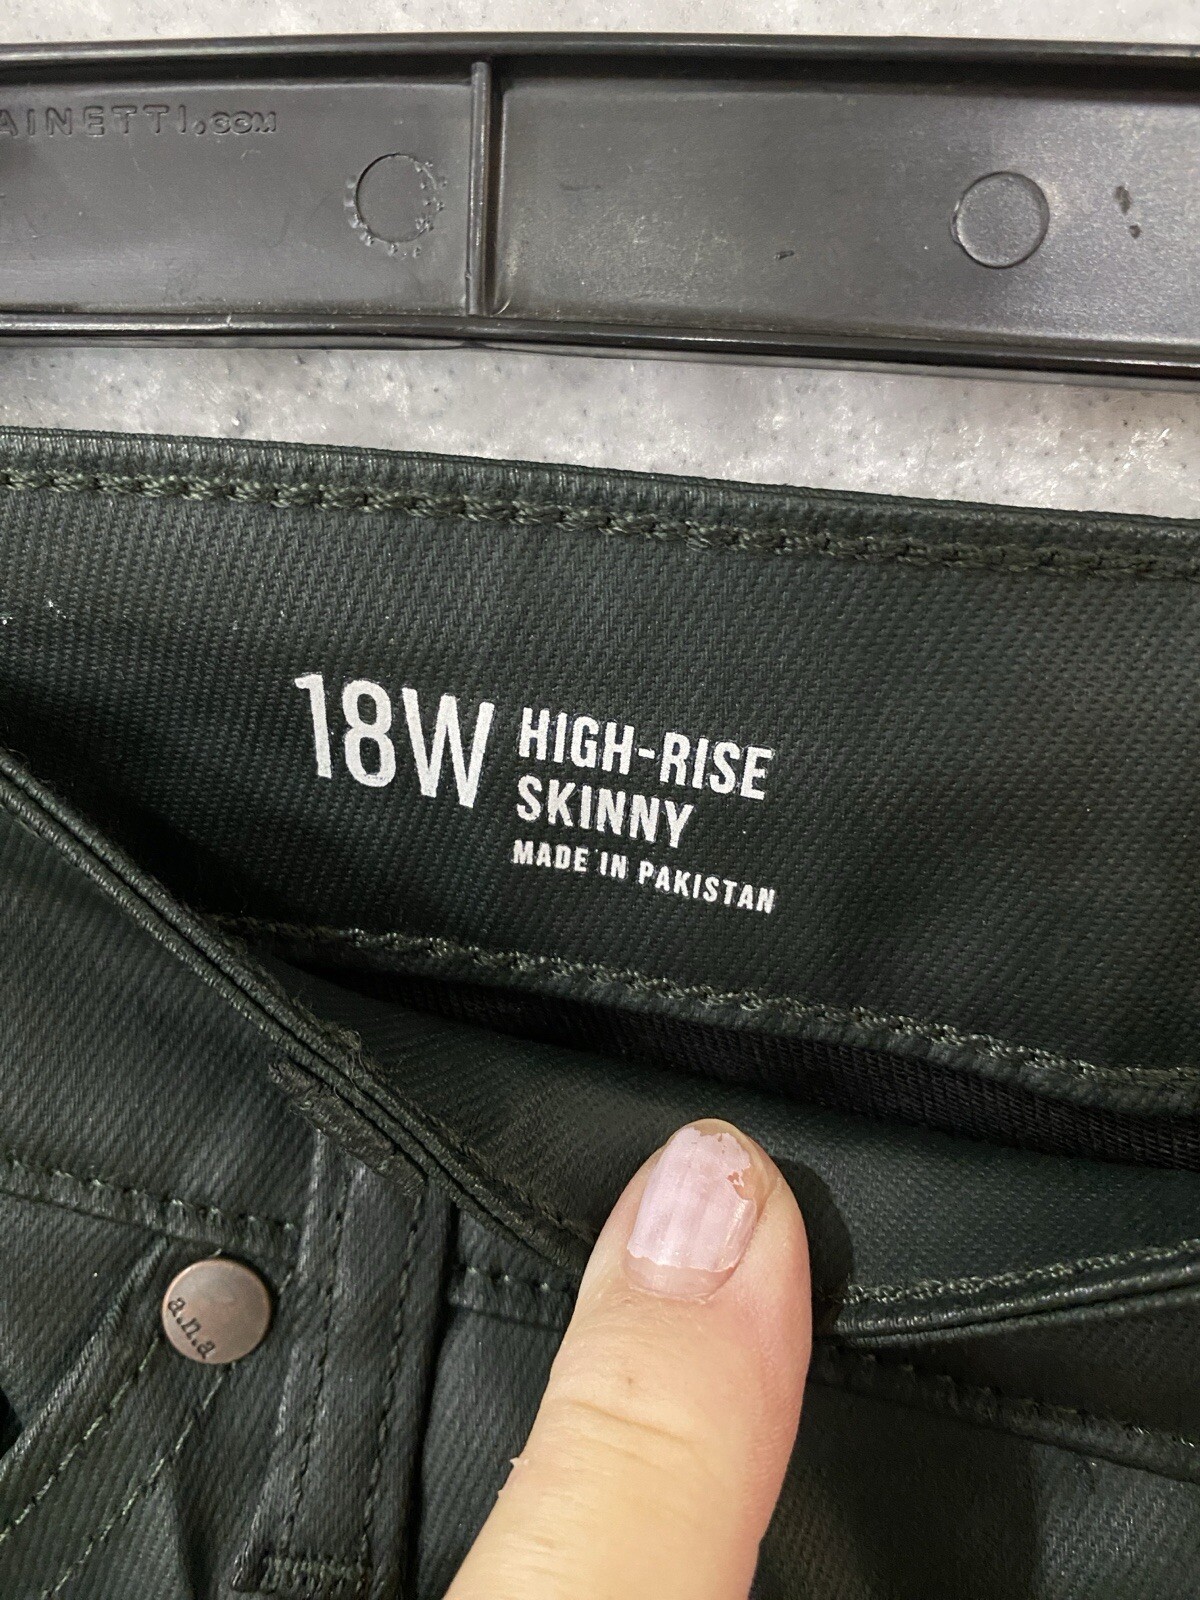 AINETTI.COM
18W HIGH-RISE
SKINNY
MADE IN PAKISTAN
a.n.a